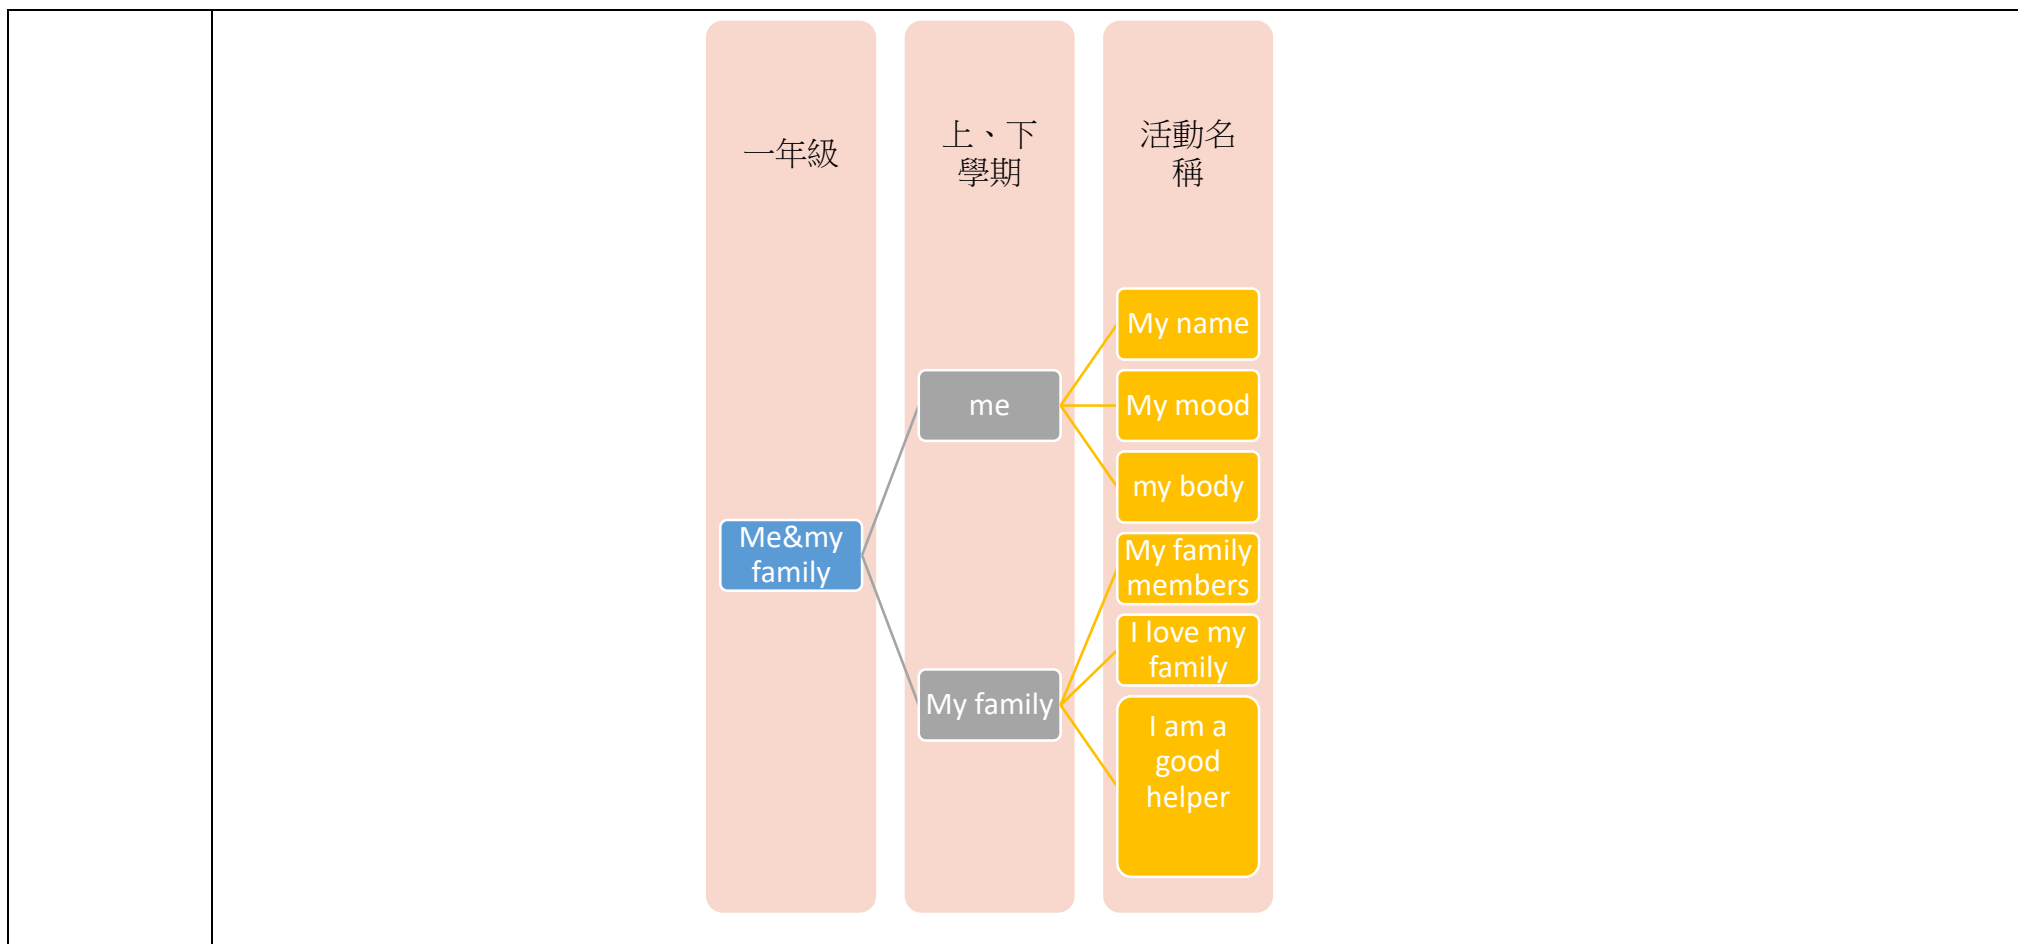 一年級
上、下
學期
活動名
稱
My name
me
My mood
my body
Me&my
family
My family
members
I love my
family
My family
I am a
good
helper